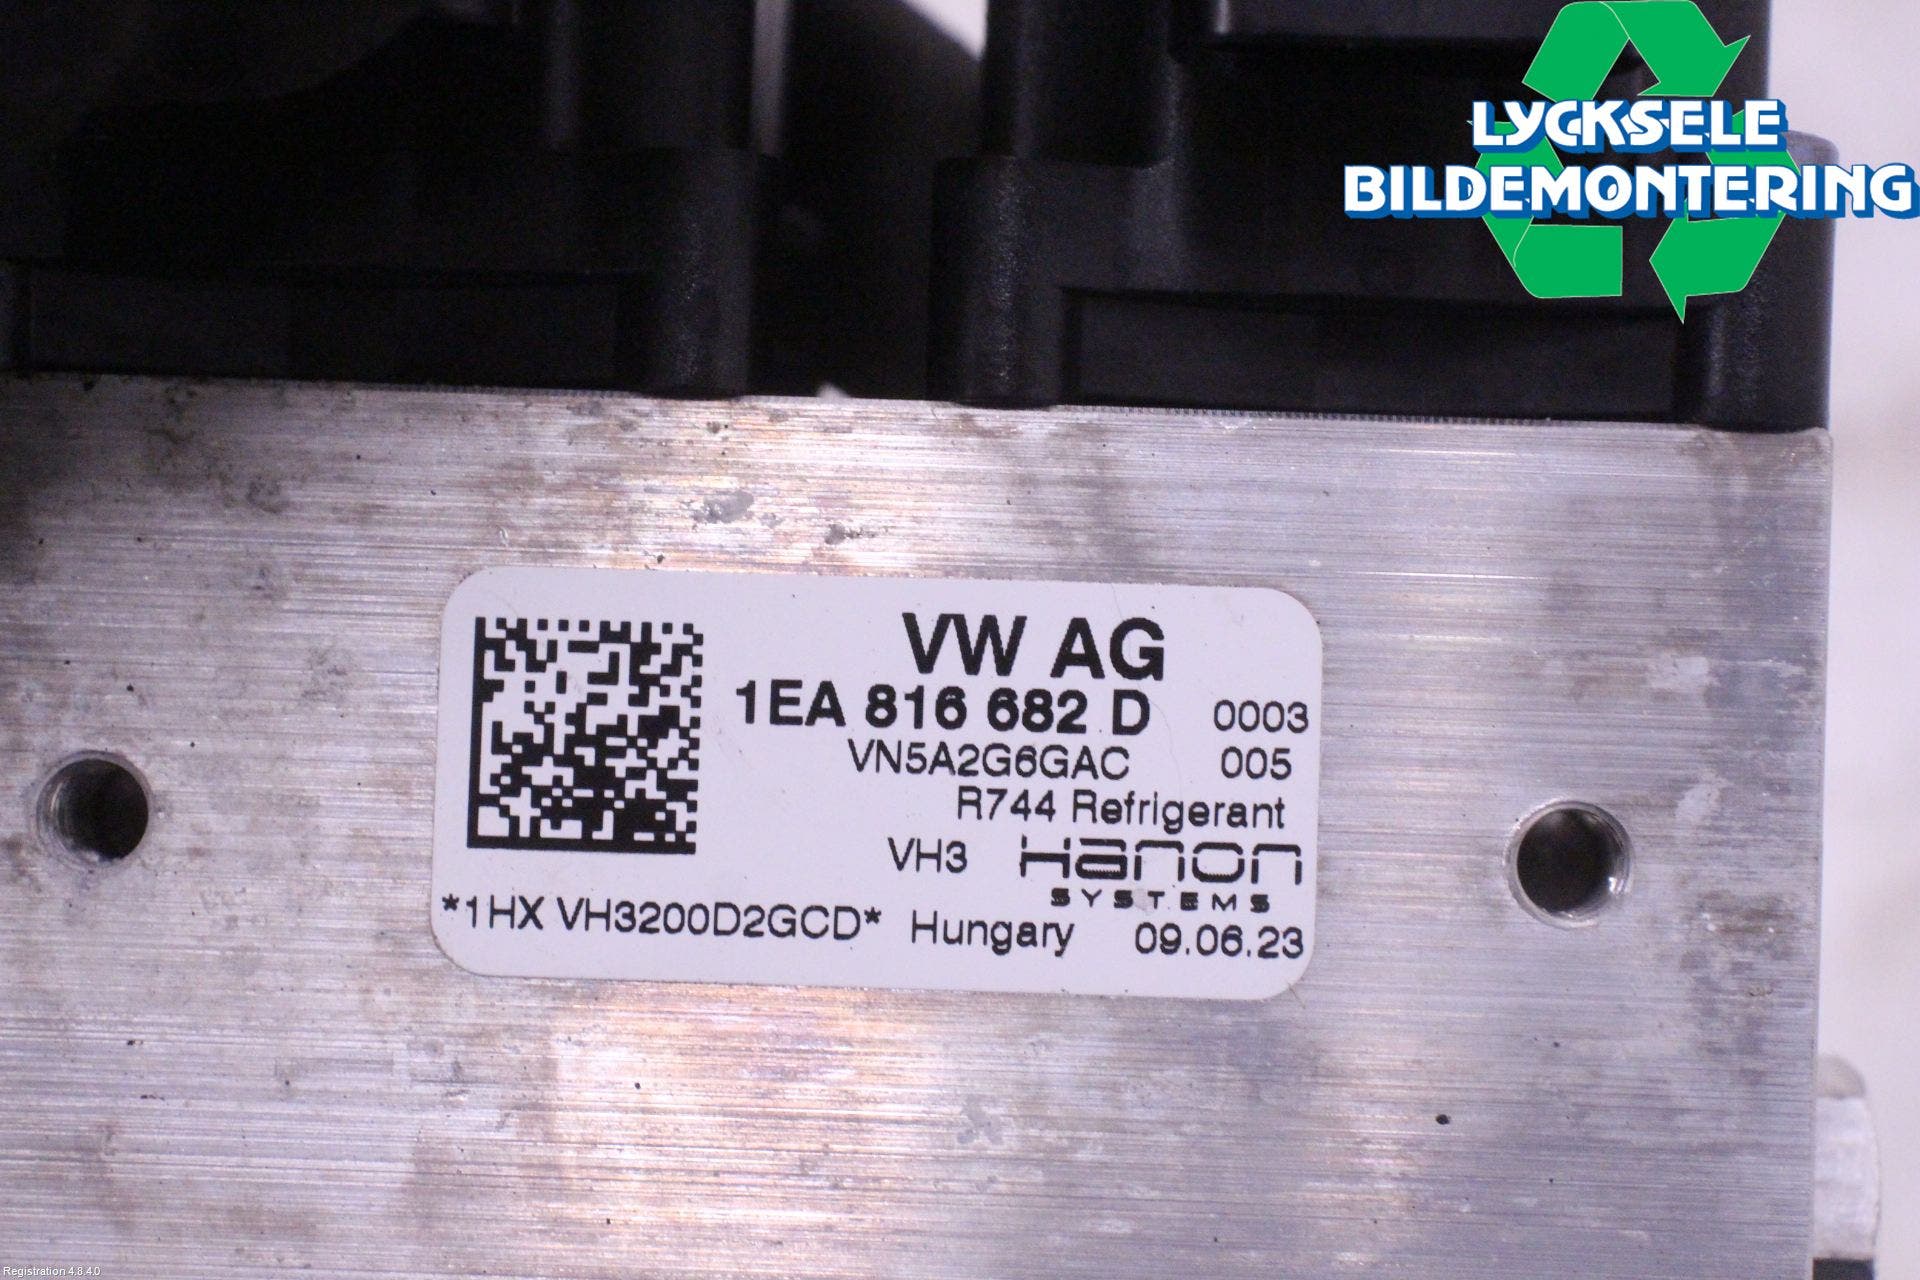 LYCKSELE
BILDEMONTERING
VW AG
1EA 816 682 D 0003
VN5A2G6GAC 005
R744 Refrigerant
VH3 Hanon
SYSTEMS
*1HX VH3200D2GCD* Hungary 09.06.23
Registration 4.8.4.0